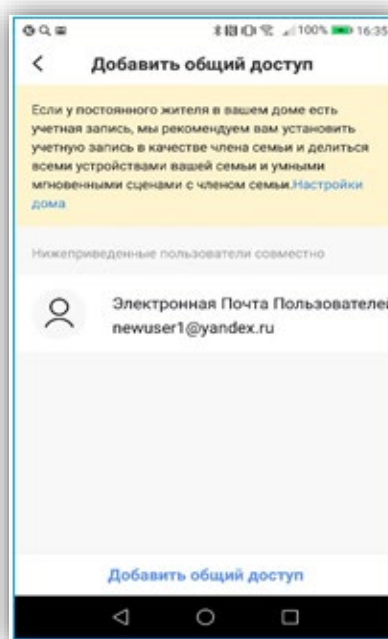 100% 16:35
Добавить общий доступ
Если у постоянного жителя в вашем доме есть
учетная запись, мы рекомендуем вам установить
учетную запись в качестве члена семьи и делиться
всеми устройствами вашей семьи и умными
мгновенными сценами с членом семьи.Настройки
дома
Нижеприведенные пользователи совместно
Электронная Почта Пользователей
newuser1@yandex.ru
Добавить общий доступ